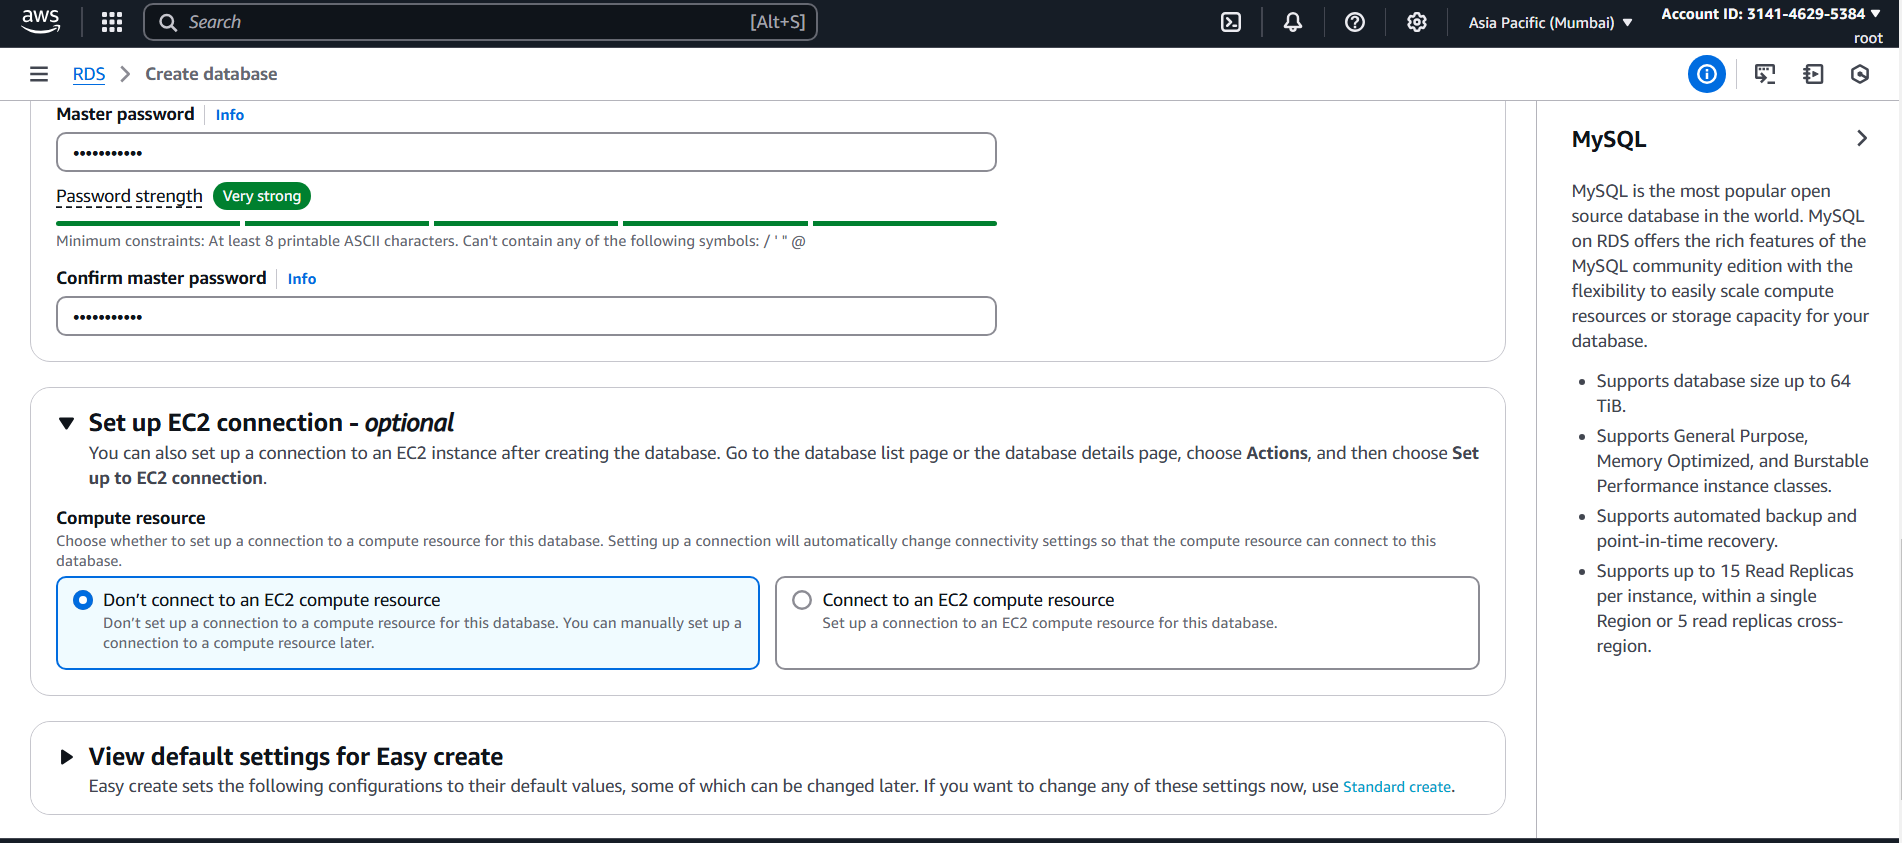 aws
Search
[Alt+S]
Asia Pacific (Mumbai)
Account ID: 3141-4629-5384
root
RDS
Create database
Master password
Info
•••••••••••
Password strength
Very strong
Minimum constraints: At least 8 printable ASCII characters. Can't contain any of the following symbols: / ' " @
Confirm master password
Info
•••••••••••
Set up EC2 connection - optional
You can also set up a connection to an EC2 instance after creating the database. Go to the database list page or the database details page, choose Actions, and then choose Set
up to EC2 connection.
Compute resource
Choose whether to set up a connection to a compute resource for this database. Setting up a connection will automatically change connectivity settings so that the compute resource can connect to this
database.
Don’t connect to an EC2 compute resource
Don’t set up a connection to a compute resource for this database. You can manually set up a
connection to a compute resource later.
Connect to an EC2 compute resource
Set up a connection to an EC2 compute resource for this database.
View default settings for Easy create
Easy create sets the following configurations to their default values, some of which can be changed later. If you want to change any of these settings now, use Standard create.
MySQL
MySQL is the most popular open
source database in the world. MySQL
on RDS offers the rich features of the
MySQL community edition with the
flexibility to easily scale compute
resources or storage capacity for your
database.
• Supports database size up to 64
TiB.
• Supports General Purpose,
Memory Optimized, and Burstable
Performance instance classes.
• Supports automated backup and
point-in-time recovery.
• Supports up to 15 Read Replicas
per instance, within a single
Region or 5 read replicas cross-
region.